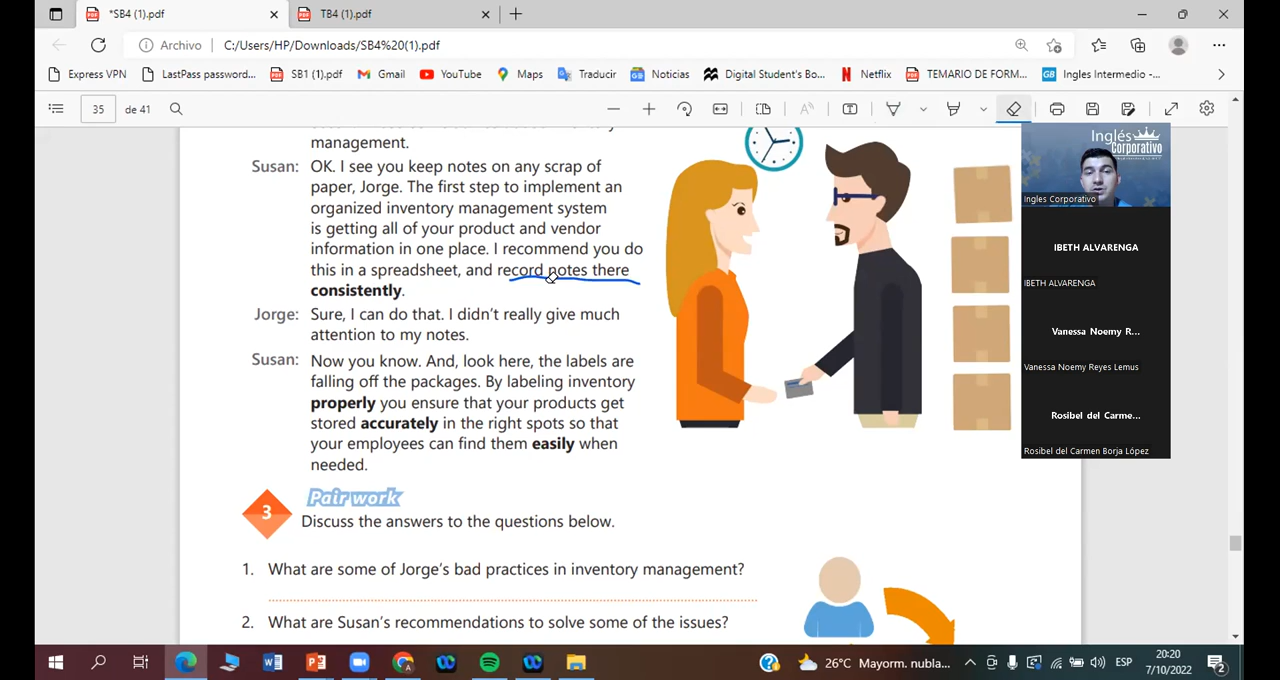 *SB4 (1).pdf
TB4 (1).pdf
Archivo
C:/Users/HP/Downloads/SB4%20(1).pdf
Express VPN
LastPass password...
SB1 (1).pdf
Gmail
YouTube
Maps
Traducir
Noticias
Digital Student's Bo...
Netflix
TEMARIO DE FORM...
Ingles Intermedio -...
35
de 41
management.
Susan: OK. I see you keep notes on any scrap of
paper, Jorge. The first step to implement an
organized inventory management system
is getting all of your product and vendor
information in one place. I recommend you do
this in a spreadsheet, and record notes there
consistently.
Jorge: Sure, I can do that. I didn't really give much
attention to my notes.
Susan: Now you know. And, look here, the labels are
falling off the packages. By labeling inventory
properly you ensure that your products get
stored accurately in the right spots so that
your employees can find them easily when
needed.
3
Pair work
Discuss the answers to the questions below.
1. What are some of Jorge's bad practices in inventory management?
2. What are Susan's recommendations to solve some of the issues?
Inglés
Corporativo
Ingles Corporativo
IBETH ALVARENGA
IBETH ALVARENGA
Vanessa Noemy R...
Vanessa Noemy Reyes Lemus
Rosibel del Carme...
Rosibel del Carmen Borja López
26°C Mayorm. nubla...
ESP
20:20
7/10/2022
2